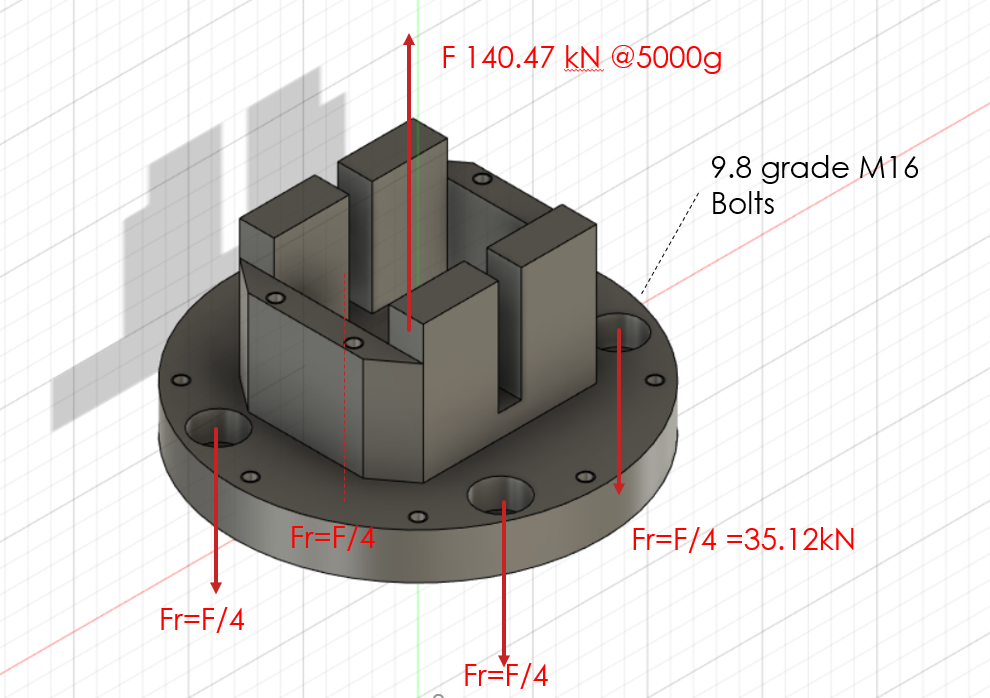 F 140.47 kN @5000g
9.8 grade M16
Bolts
Fr=F/4
Fr=F/4 =35.12kN
Fr=F/4
Fr=F/4